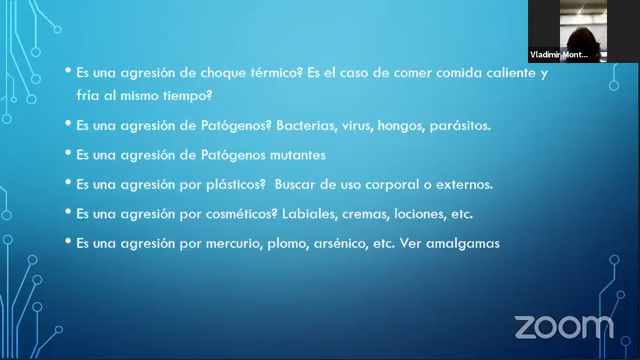 Vladimir Mont...
• Es una agresión de choque térmico? Es el caso de comer comida caliente y
fría al mismo tiempo?
• Es una agresión de Patógenos? Bacterias, virus, hongos, parásitos.
• Es una agresión de Patógenos mutantes
• Es una agresión por plásticos?  Buscar de uso corporal o externos.
• Es una agresión por cosméticos? Labiales, cremas, lociones, etc.
• Es una agresión por mercurio, plomo, arsénico, etc. Ver amalgamas
zoom